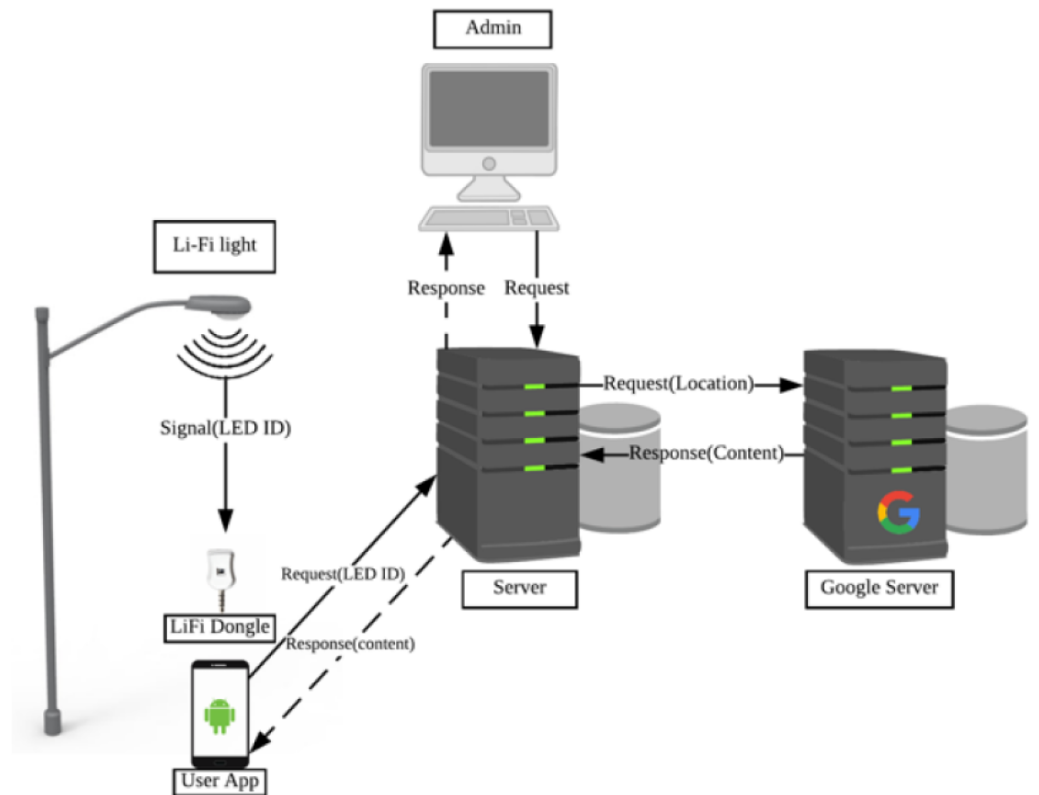 Admin
Li-Fi light
Response
Request
Request(Location)
Signal(LED ID)
Response(Content)
Request(LED ID)
Server
Google Server
LiFi Dongle
Response(content)
User App